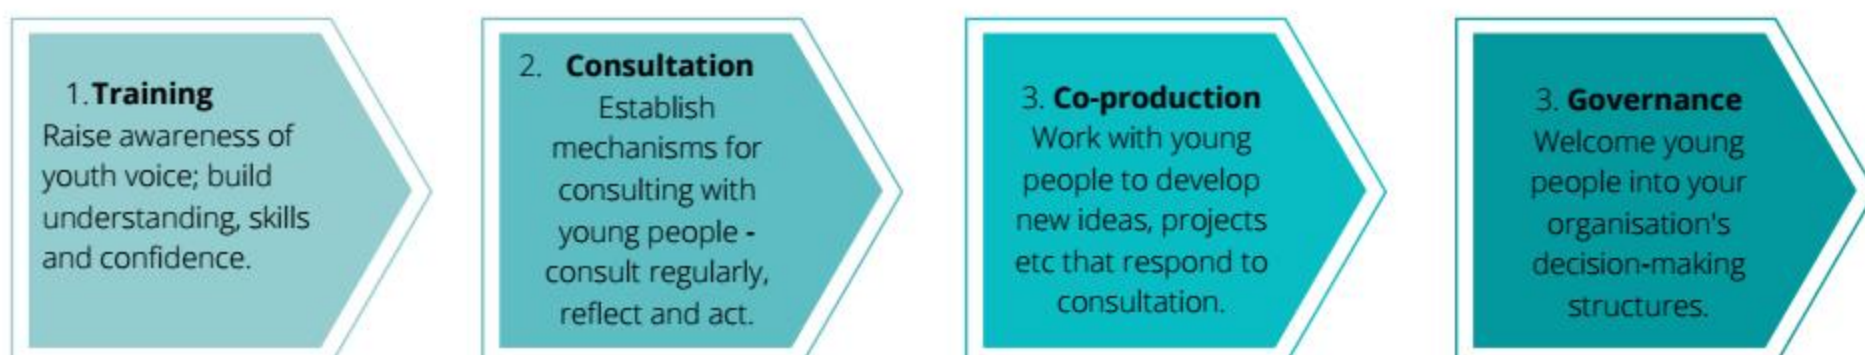 1. Training
Raise awareness of
youth voice; build
understanding, skills
and confidence.
2. Consultation
Establish
mechanisms for
consulting with
young people -
consult regularly,
reflect and act.
3. Co-production
Work with young
people to develop
new ideas, projects
etc that respond to
consultation.
3. Governance
Welcome young
people into your
organisation's
decision-making
structures.